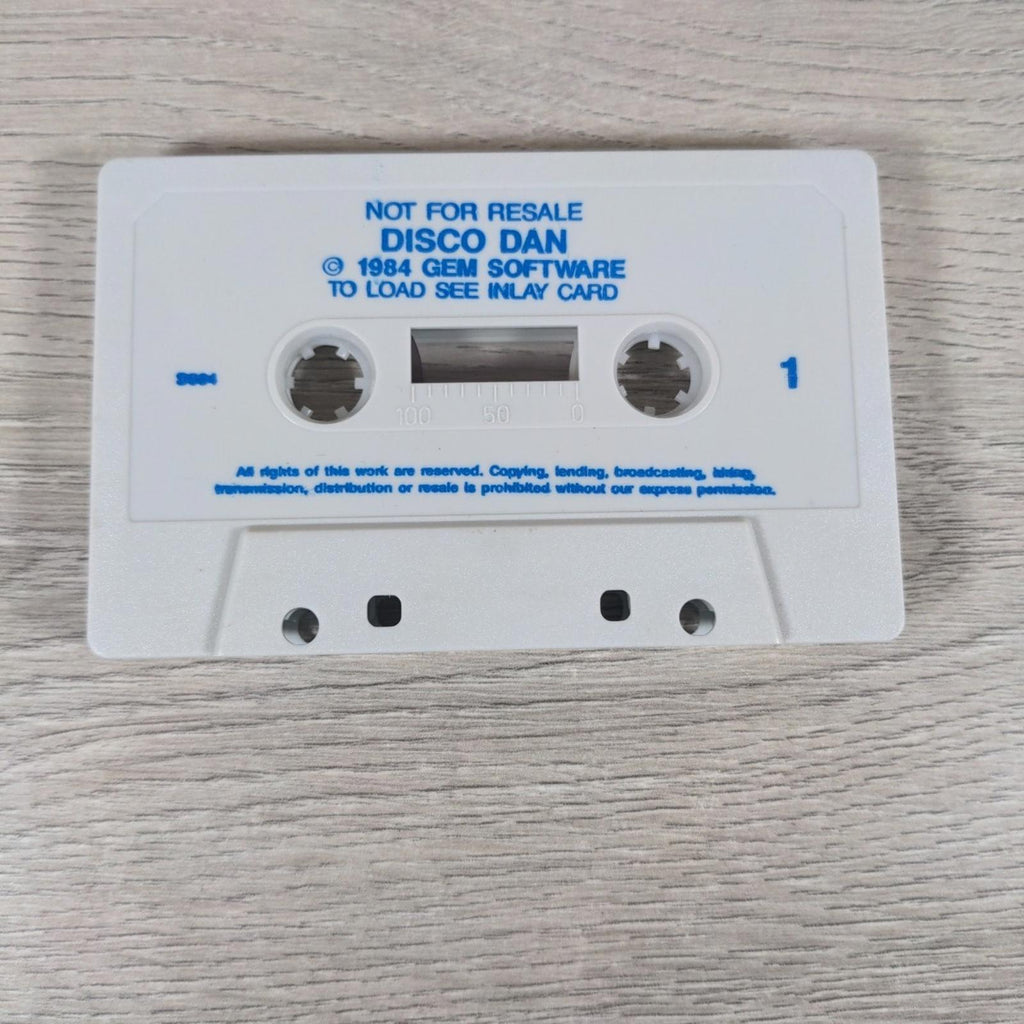 NOT FOR RESALE
DISCO DAN
© 1984 GEM SOFTWARE
TO LOAD SEE INLAY CARD
1
100 50 0
All rights of this work are reserved. Copying, lending, broadcasting, hiring,
transmission, distribution or resale is prohibited without our express permission.